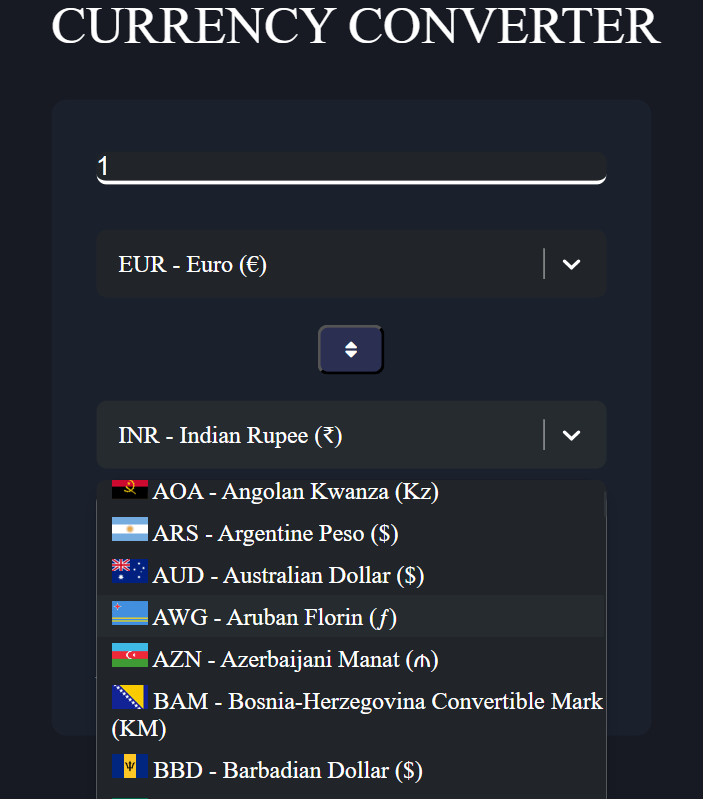 CURRENCY CONVERTER
1
EUR - Euro (€)
INR - Indian Rupee (₹)
AOA - Angolan Kwanza (Kz)
ARS - Argentine Peso ($)
AUD - Australian Dollar ($)
AWG - Aruban Florin (ƒ)
AZN - Azerbaijani Manat (₼)
BAM - Bosnia-Herzegovina Convertible Mark
(KM)
BBD - Barbadian Dollar ($)